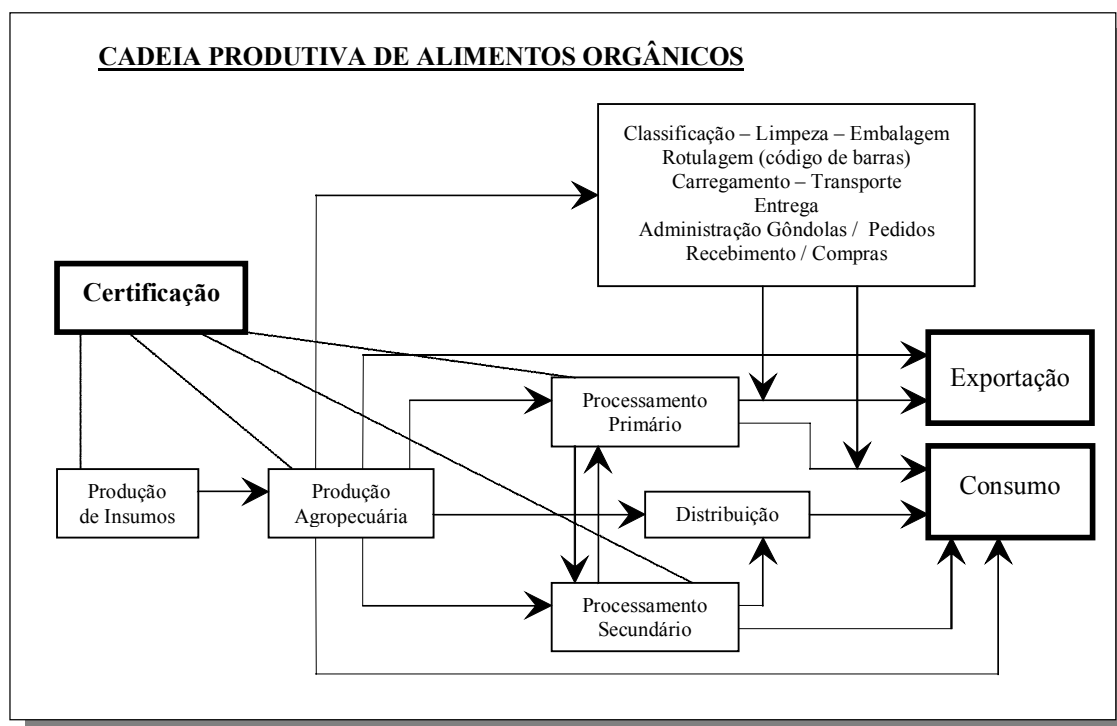 CADEIA PRODUTIVA DE ALIMENTOS ORGÂNICOS
Classificação – Limpeza – Embalagem
Rotulagem (código de barras)
Carregamento – Transporte
Entrega
Administração Gôndolas / Pedidos
Recebimento / Compras
Certificação
Exportação
Processamento
Primário
Consumo
Produção
de Insumos
Produção
Agropecuária
Distribuição
Processamento
Secundário